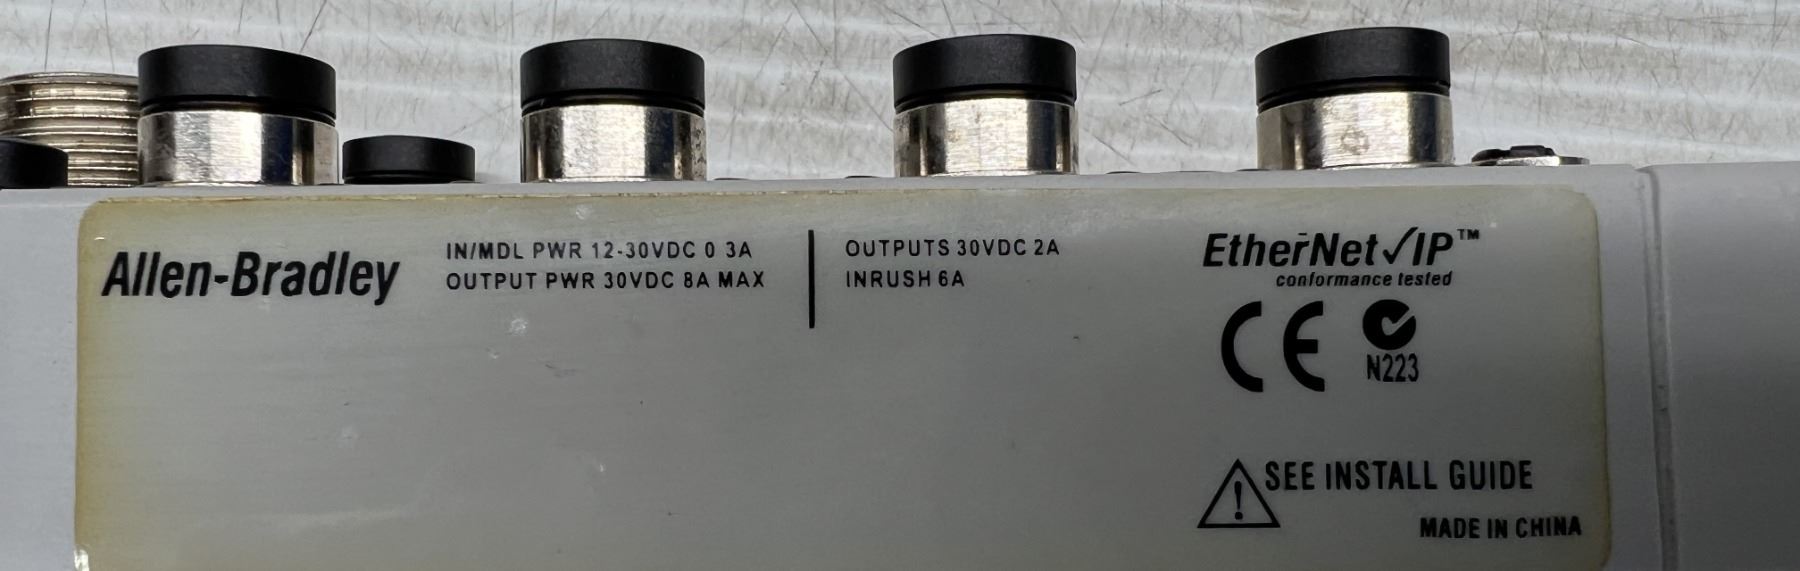 Allen-Bradley
IN/MDL PWR 12-30VDC 0 3A
OUTPUT PWR 30VDC 8A MAX
OUTPUTS 30VDC 2A
INRUSH 6A
EtherNet/IP™
conformance tested
CE
N223
SEE INSTALL GUIDE
MADE IN CHINA